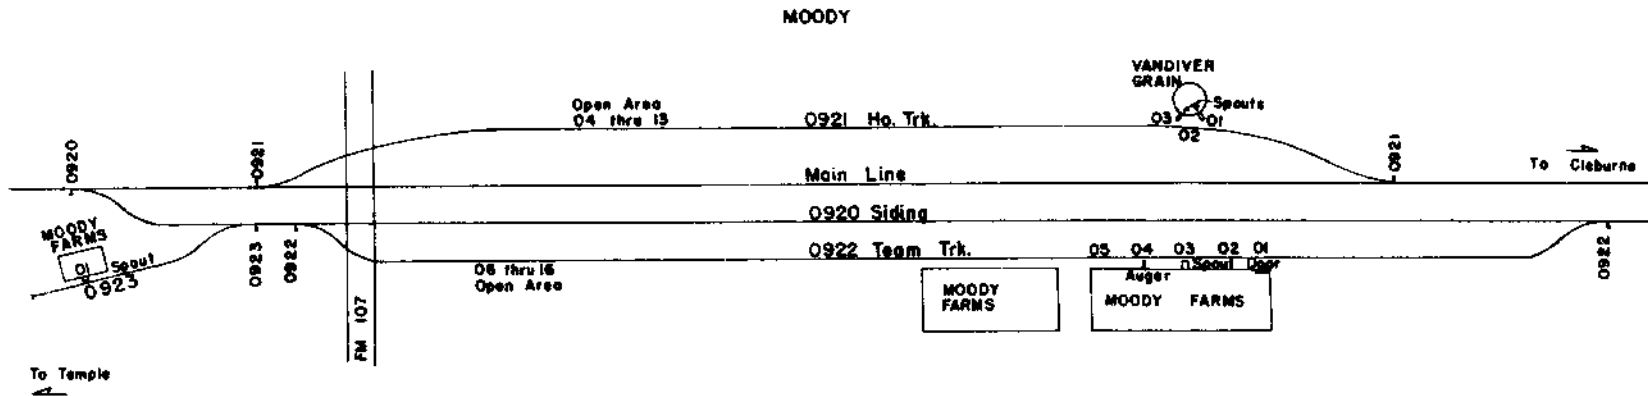 MOODY
VANDIVER
GRAIN
Spouts
03
01
02
Open Area
04 thru 13
0921 Ho. Trk.
0920
0921
0921
To Cleburne
Main Line
0920 Siding
MOODY
FARMS
01
Spout
0923
0923
0922
0922 Team Trk.
05
04
03
02
01
0922
06 thru 16
Open Area
Auger
Spout
Door
MOODY
FARMS
MOODY FARMS
FM 107
To Temple